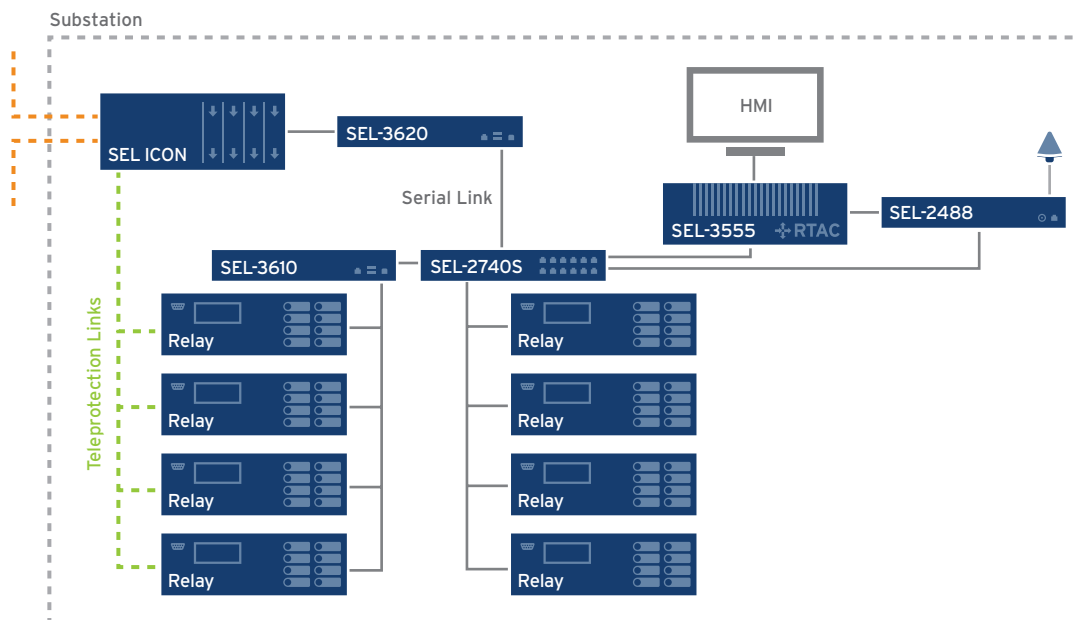 Substation
HMI
SEL ICON
SEL-3620
Serial Link
SEL-3555
RTAC
SEL-2488
SEL-3610
SEL-2740S
Teleprotection Links
Relay
Relay
Relay
Relay
Relay
Relay
Relay
Relay